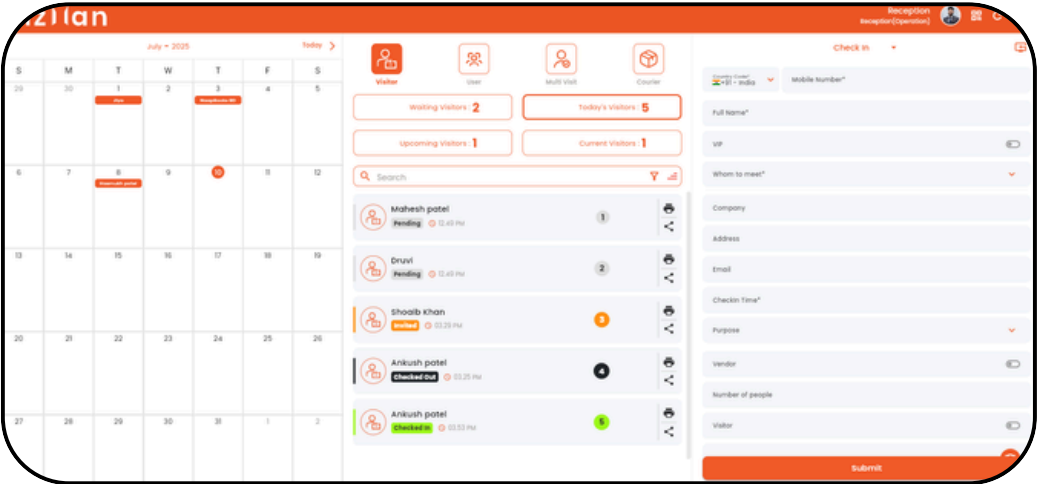 Reception
Reception(Operation)
July - 2025
Today
S M T W T F S
29 30 1 2 3 4 5
6 7 8 9 10 11 12
13 14 15 16 17 18 19
20 21 22 23 24 25 26
27 28 29 30 31 1 2
Visitor
User
Multi Visit
Courier
Waiting Visitors : 2
Today's Visitors : 5
Upcoming Visitors : 1
Current Visitors : 1
Search
Mahesh patel
Pending 12.40 PM
1
Druvi
Pending 12.40 PM
2
Shoaib Khan
Invited 03.29 PM
3
Ankush patel
Checked Out 03.25 PM
4
Ankush patel
Checked In 03.53 PM
5
Check In
Country Code*
+91 - India
Mobile Number*
Full Name*
VIP
Whom to meet*
Company
Address
Email
Checkin Time*
Purpose
Vendor
Number of people
Visitor
Submit